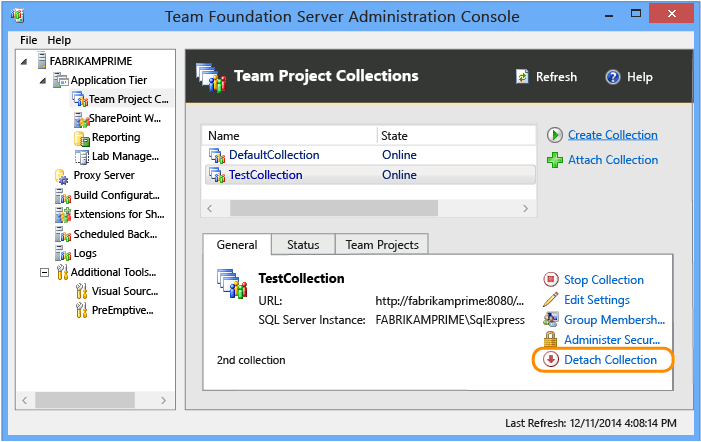 Team Foundation Server Administration Console
File Help
FABRIKAMPRIME
Application Tier
Team Project C...
SharePoint W...
Reporting
Lab Manage...
Proxy Server
Build Configurat...
Extensions for Sh...
Scheduled Back...
Logs
Additional Tools...
Visual Sourc...
PreEmptive...
Team Project Collections
Refresh
Help
Name State
DefaultCollection Online
TestCollection Online
Create Collection
Attach Collection
General Status Team Projects
TestCollection
URL: http://fabrikamprime:8080/...
SQL Server Instance: FABRIKAMPRIME\SqlExpress
2nd collection
Stop Collection
Edit Settings
Group Membersh...
Administer Secur...
Detach Collection
Last Refresh: 12/11/2014 4:08:14 PM